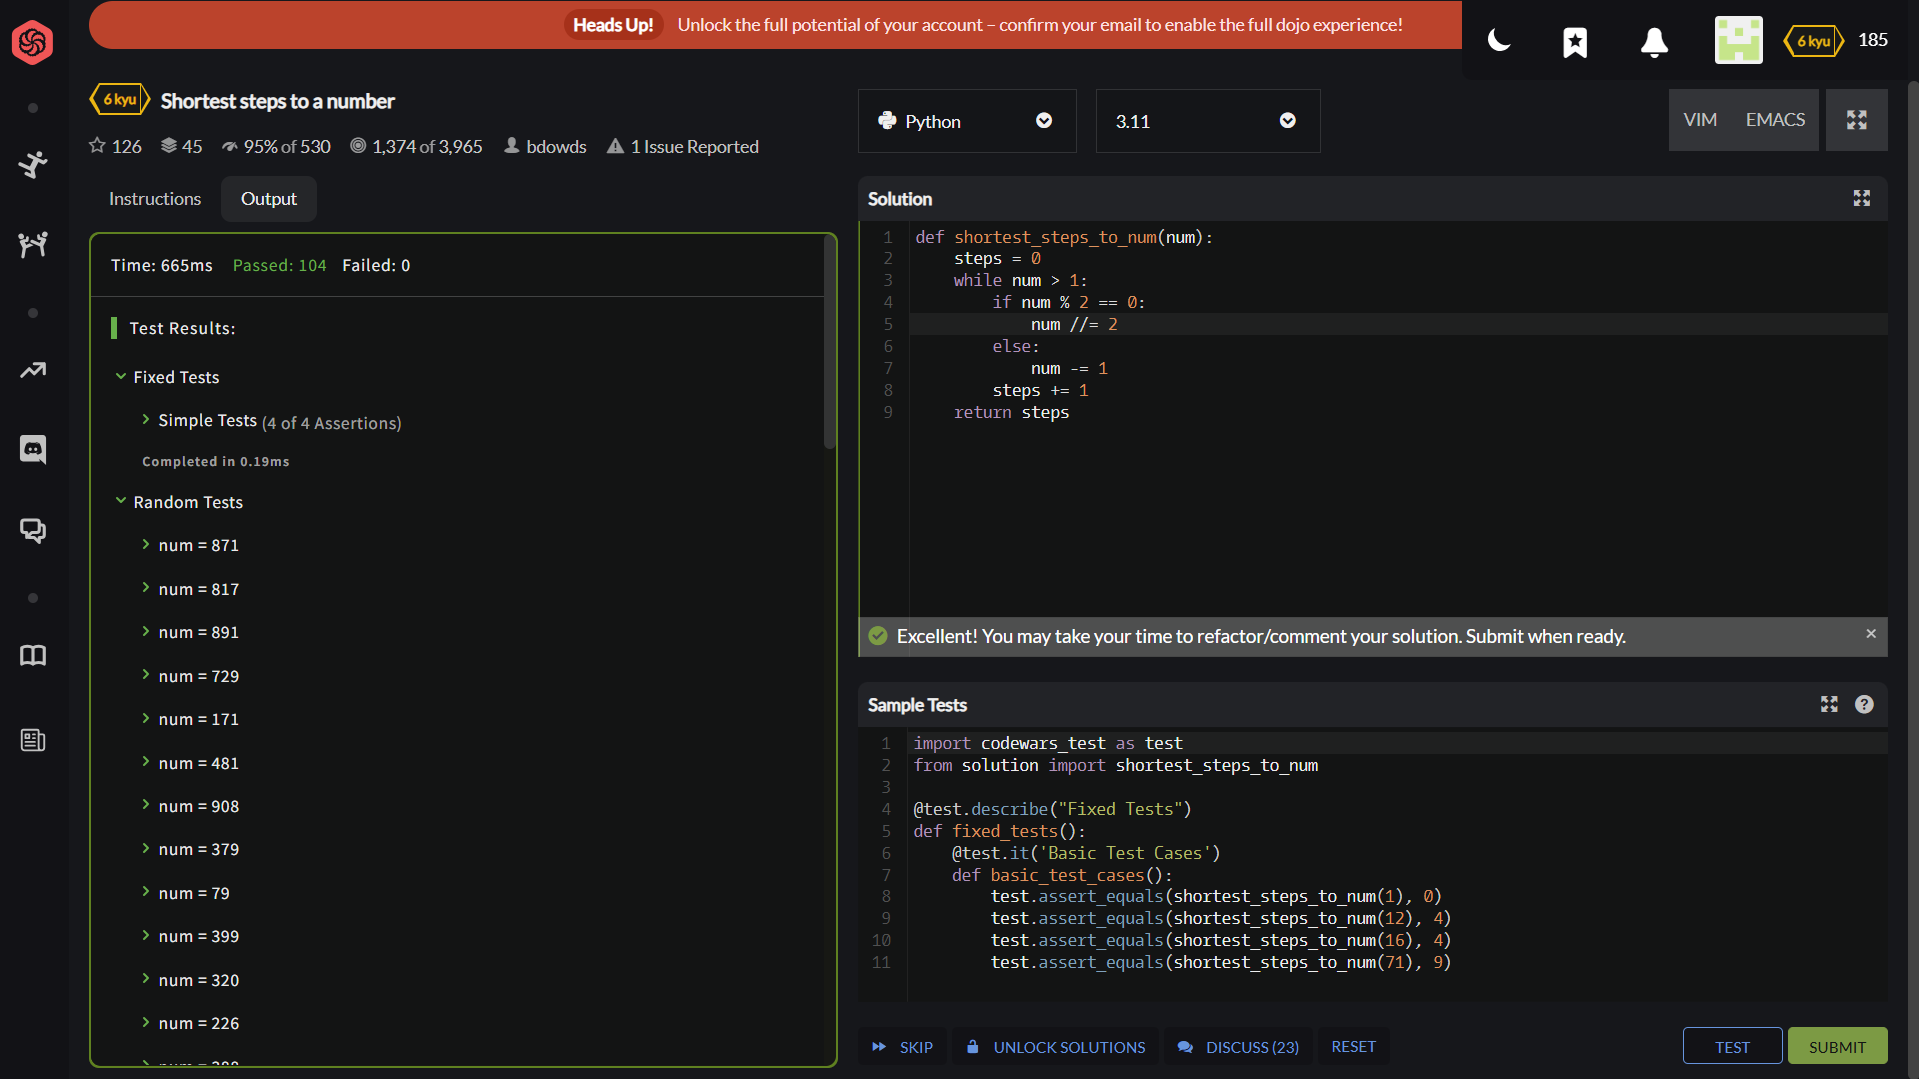 Heads Up! Unlock the full potential of your account – confirm your email to enable the full dojo experience!
6 kyu 185
6 kyu Shortest steps to a number
126 45 95% of 530 1,374 of 3,965 bdowds 1 Issue Reported
Python
3.11
VIM EMACS
Instructions Output
Time: 665ms Passed: 104 Failed: 0
Test Results:
Fixed Tests
Simple Tests (4 of 4 Assertions)
Completed in 0.19ms
Random Tests
num = 871
num = 817
num = 891
num = 729
num = 171
num = 481
num = 908
num = 379
num = 79
num = 399
num = 320
num = 226
Solution
1 def shortest_steps_to_num(num):
2 steps = 0
3 while num > 1:
4 if num % 2 == 0:
5 num //= 2
6 else:
7 num -= 1
8 steps += 1
9 return steps
Excellent! You may take your time to refactor/comment your solution. Submit when ready.
Sample Tests
1 import codewars_test as test
2 from solution import shortest_steps_to_num
3
4 @test.describe("Fixed Tests")
5 def fixed_tests():
6 @test.it('Basic Test Cases')
7 def basic_test_cases():
8 test.assert_equals(shortest_steps_to_num(1), 0)
9 test.assert_equals(shortest_steps_to_num(12), 4)
10 test.assert_equals(shortest_steps_to_num(16), 4)
11 test.assert_equals(shortest_steps_to_num(71), 9)
SKIP UNLOCK SOLUTIONS DISCUSS (23) RESET TEST SUBMIT